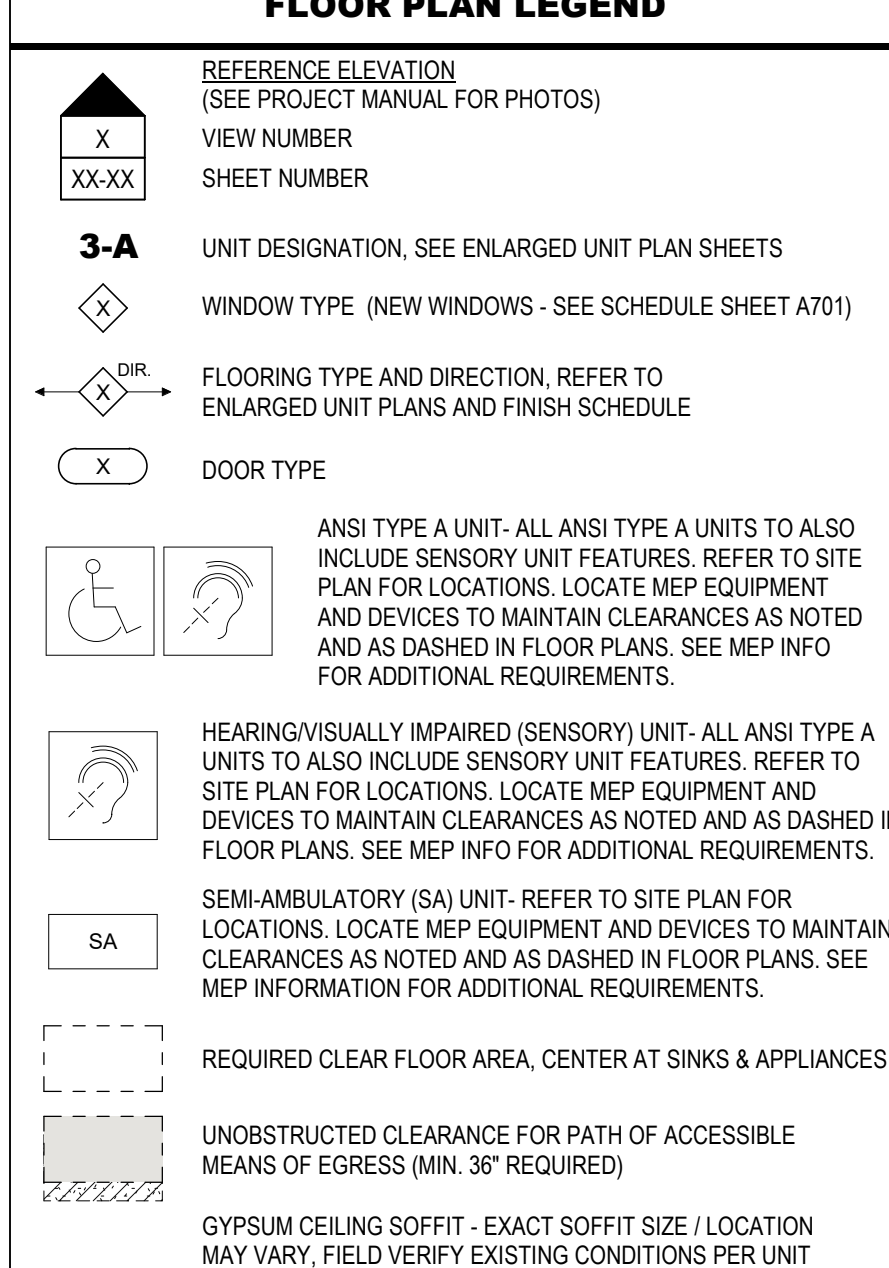 FLOOR PLAN LEGEND
REFERENCE ELEVATION
(SEE PROJECT MANUAL FOR PHOTOS)
X VIEW NUMBER
XX-XX SHEET NUMBER
3-A UNIT DESIGNATION, SEE ENLARGED UNIT PLAN SHEETS
X WINDOW TYPE (NEW WINDOWS - SEE SCHEDULE SHEET A701)
DIR.
X
FLOORING TYPE AND DIRECTION, REFER TO
ENLARGED UNIT PLANS AND FINISH SCHEDULE
X DOOR TYPE
ANSI TYPE A UNIT- ALL ANSI TYPE A UNITS TO ALSO
INCLUDE SENSORY UNIT FEATURES. REFER TO SITE
PLAN FOR LOCATIONS. LOCATE MEP EQUIPMENT
AND DEVICES TO MAINTAIN CLEARANCES AS NOTED
AND AS DASHED IN FLOOR PLANS. SEE MEP INFO
FOR ADDITIONAL REQUIREMENTS.
HEARING/VISUALLY IMPAIRED (SENSORY) UNIT- ALL ANSI TYPE A
UNITS TO ALSO INCLUDE SENSORY UNIT FEATURES. REFER TO
SITE PLAN FOR LOCATIONS. LOCATE MEP EQUIPMENT AND
DEVICES TO MAINTAIN CLEARANCES AS NOTED AND AS DASHED IN
FLOOR PLANS. SEE MEP INFO FOR ADDITIONAL REQUIREMENTS.
SA
SEMI-AMBULATORY (SA) UNIT- REFER TO SITE PLAN FOR
LOCATIONS. LOCATE MEP EQUIPMENT AND DEVICES TO MAINTAIN
CLEARANCES AS NOTED AND AS DASHED IN FLOOR PLANS. SEE
MEP INFORMATION FOR ADDITIONAL REQUIREMENTS.
REQUIRED CLEAR FLOOR AREA, CENTER AT SINKS & APPLIANCES
UNOBSTRUCTED CLEARANCE FOR PATH OF ACCESSIBLE
MEANS OF EGRESS (MIN. 36" REQUIRED)
GYPSUM CEILING SOFFIT - EXACT SOFFIT SIZE / LOCATION
MAY VARY, FIELD VERIFY EXISTING CONDITIONS PER UNIT